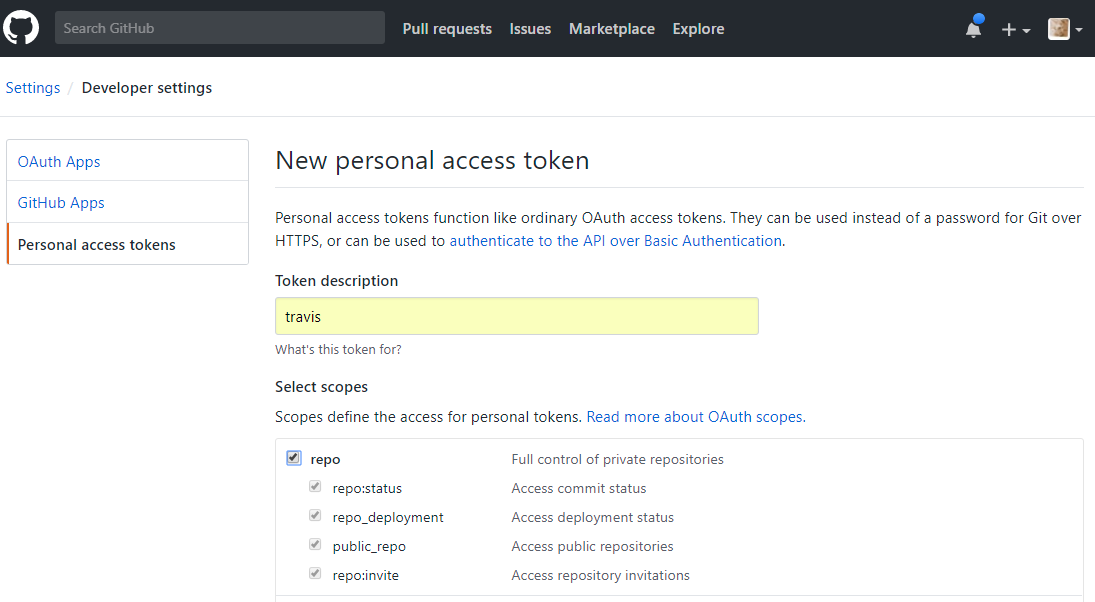 Search GitHub
Pull requests
Issues
Marketplace
Explore
Settings / Developer settings
OAuth Apps
GitHub Apps
Personal access tokens
New personal access token
Personal access tokens function like ordinary OAuth access tokens. They can be used instead of a password for Git over
HTTPS, or can be used to authenticate to the API over Basic Authentication.
Token description
travis
What's this token for?
Select scopes
Scopes define the access for personal tokens. Read more about OAuth scopes.
repo Full control of private repositories
repo:status Access commit status
repo_deployment Access deployment status
public_repo Access public repositories
repo:invite Access repository invitations